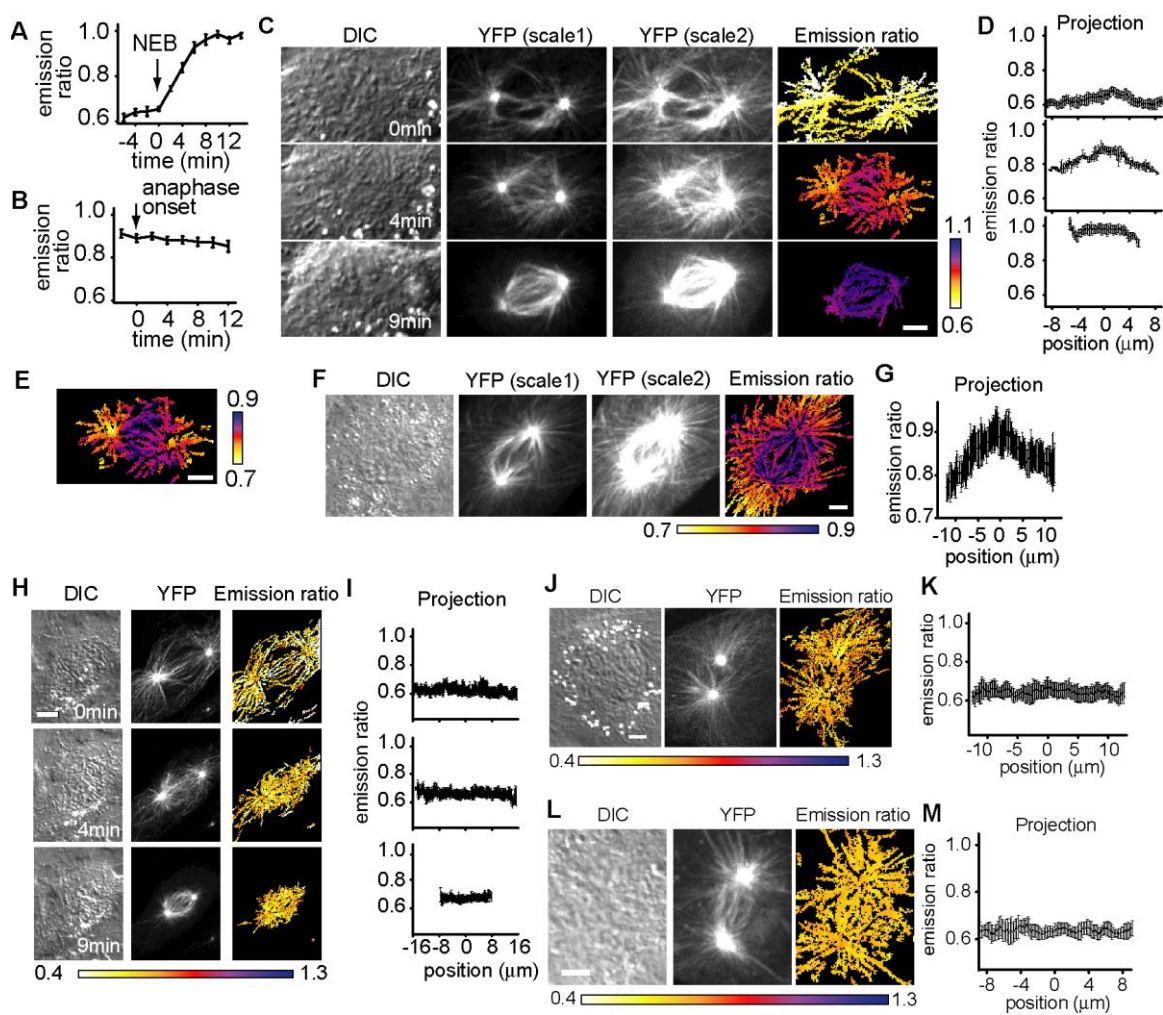 A
emission
ratio
1.0
0.8
0.6
NEB
-4
0
4
8
12
time (min)
B
anaphase
onset
emission
ratio
1.0
0.8
0.6
0
4
8
12
time (min)
C
DIC
YFP (scale1)
YFP (scale2)
Emission ratio
0min
4min
9min
1.1
0.6
D
Projection
emission ratio
1.0
0.8
0.6
1.0
0.8
0.6
1.0
0.8
0.6
-8
-4
0
4
8
position (μm)
E
0.9
0.7
F
DIC
YFP (scale1)
YFP (scale2)
Emission ratio
0.7
0.9
G
Projection
emission ratio
0.9
0.8
0.7
-10
-5
0
5
10
position (μm)
H
DIC
YFP
Emission ratio
0min
4min
9min
0.4
1.3
I
Projection
emission ratio
1.0
0.8
0.6
1.0
0.8
0.6
1.0
0.8
0.6
-16
-8
0
8
16
position (μm)
J
DIC
YFP
Emission ratio
0.4
1.3
K
emission ratio
1.0
0.8
0.6
-10
-5
0
5
10
position (μm)
L
DIC
YFP
Emission ratio
0.4
1.3
M
Projection
emission ratio
1.0
0.8
0.6
-8
-4
0
4
8
position (μm)